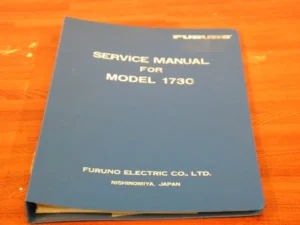 FURUNO
SERVICE MANUAL
FOR
MODEL 1730
FURUNO ELECTRIC CO., LTD.
NISHINOMIYA, JAPAN